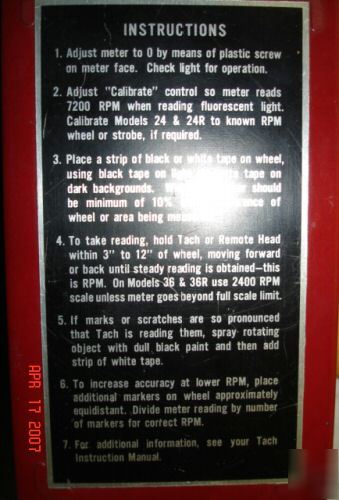 INSTRUCTIONS
1. Adjust meter to 0 by means of plastic screw
on meter face. Check light for operation.
2. Adjust "Calibrate" control so meter reads
7200 RPM when reading fluorescent light.
Calibrate Models 24 & 24R to known RPM
wheel or strobe, if required.
3. Place a strip of black or white tape on wheel,
using black tape on light white tape on
dark backgrounds. should
be minimum of 10% of
wheel or area being
4. To take reading, hold Tach or Remote Head
within 3" to 12" of wheel, moving forward
or back until steady reading is obtained—this
is RPM. On Models 36 & 36R use 2400 RPM
scale unless meter goes beyond full scale limit.
5. If marks or scratches are so pronounced
that Tach is reading them, spray rotating
object with dull black paint and then add
strip of white tape.
6. To increase accuracy at lower RPM, place
additional markers on wheel approximately
equidistant. Divide meter reading by number
of markers for correct RPM.
7. For additional information, see your Tach
Instruction Manual.
APR 17 2007